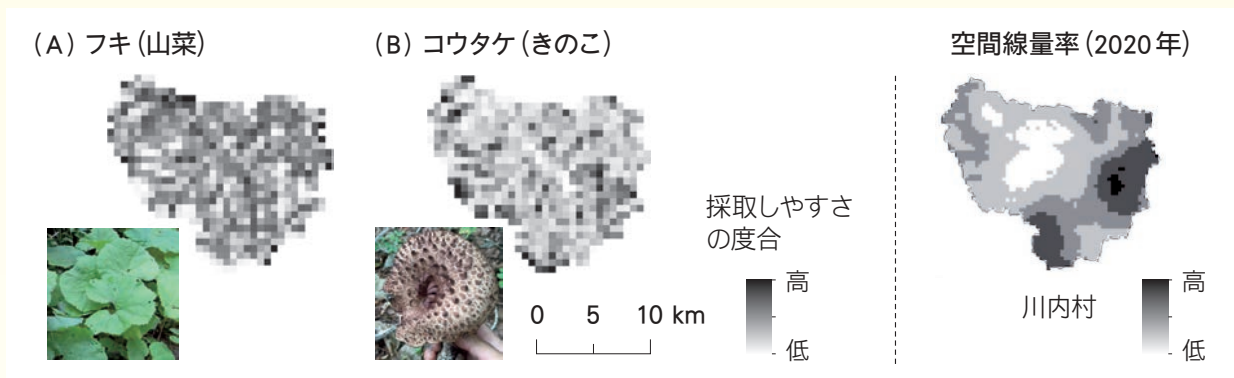 (A) フキ(山菜)
(B) コウタケ(きのこ)
空間線量率(2020年)
採取しやすさ
の度合
高
低
0 5 10 km
川内村
高
低